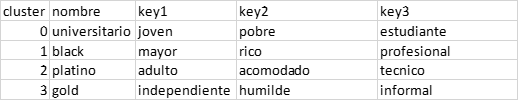 cluster nombre key1 key2 key3
0 universitario joven pobre estudiante
1 black mayor rico profesional
2 platino adulto acomodado tecnico
3 gold independiente humilde informal